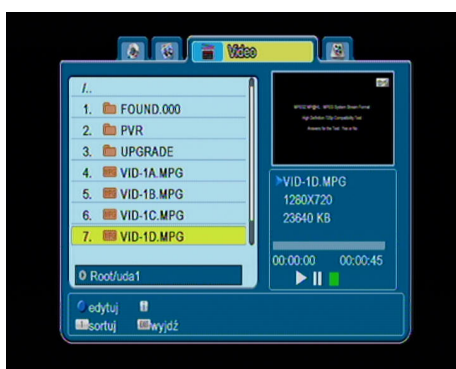 Video
/..
1. FOUND.000
2. PVR
3. UPGRADE
4. VID-1A.MPG
5. VID-1B.MPG
6. VID-1C.MPG
7. VID-1D.MPG
Root/uda1
VID-1D.MPG
1280X720
23640 KB
00:00:00 00:00:45
edytuj
sortuj wyjdź